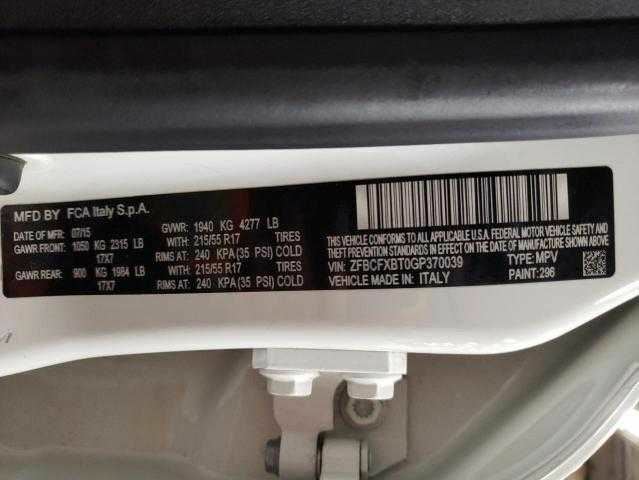 MFD BY FCA Italy S.p.A.
DATE OF MFR: 07/15 GVWR: 1940 KG 4277 LB
GAWR FRONT: 1050 KG 2315 LB WITH: 215/55 R17
17X7 RIMS AT: 240 KPA(35 PSI) COLD
GAWR REAR: 900 KG 1984 LB WITH: 215/55 R17
17X7 RIMS AT: 240 KPA (35 PSI) COLD
THIS VEHICLE CONFORMS TO ALL APPLICABLE U.S.A. FEDERAL MOTOR VEHICLE SAFETY, BUMPER, AND
THEFT PREVENTION STANDARDS IN EFFECT ON THE DATE OF MANUFACTURE SHOWN ABOVE.
VIN: ZFBCFXBT0GP370039 TYPE: MPV
VEHICLE MADE IN: ITALY PAINT: 296